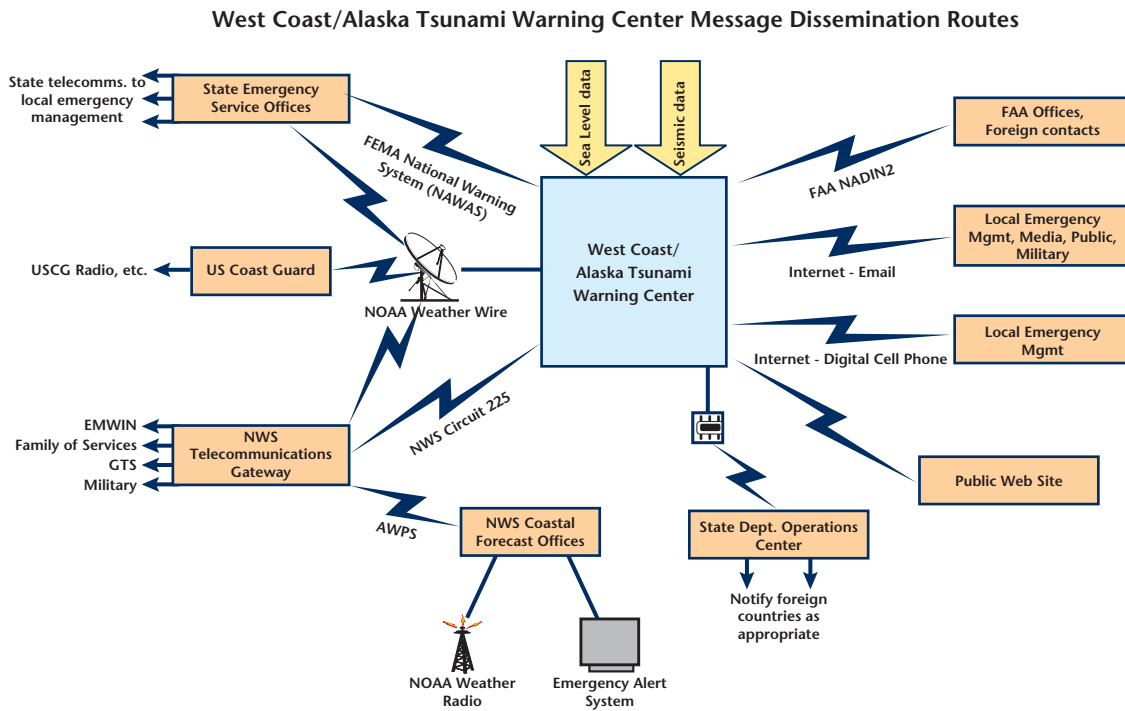 West Coast/Alaska Tsunami Warning Center Message Dissemination Routes
State telecomms. to
local emergency
management
State Emergency
Service Offices
FEMA National Warning
System (NAWAS)
Sea Level data
Seismic data
FAA Offices,
Foreign contacts
FAA NADIN2
West Coast/
Alaska Tsunami
Warning Center
Local Emergency
Mgmt, Media, Public,
Military
Internet - Email
USCG Radio, etc.
US Coast Guard
NOAA Weather Wire
Local Emergency
Mgmt
Internet - Digital Cell Phone
NWS Circuit 225
EMWIN
Family of Services
GTS
Military
NWS
Telecommunications
Gateway
Public Web Site
AWPS
NWS Coastal
Forecast Offices
State Dept. Operations
Center
Notify foreign
countries as
appropriate
NOAA Weather
Radio
Emergency Alert
System